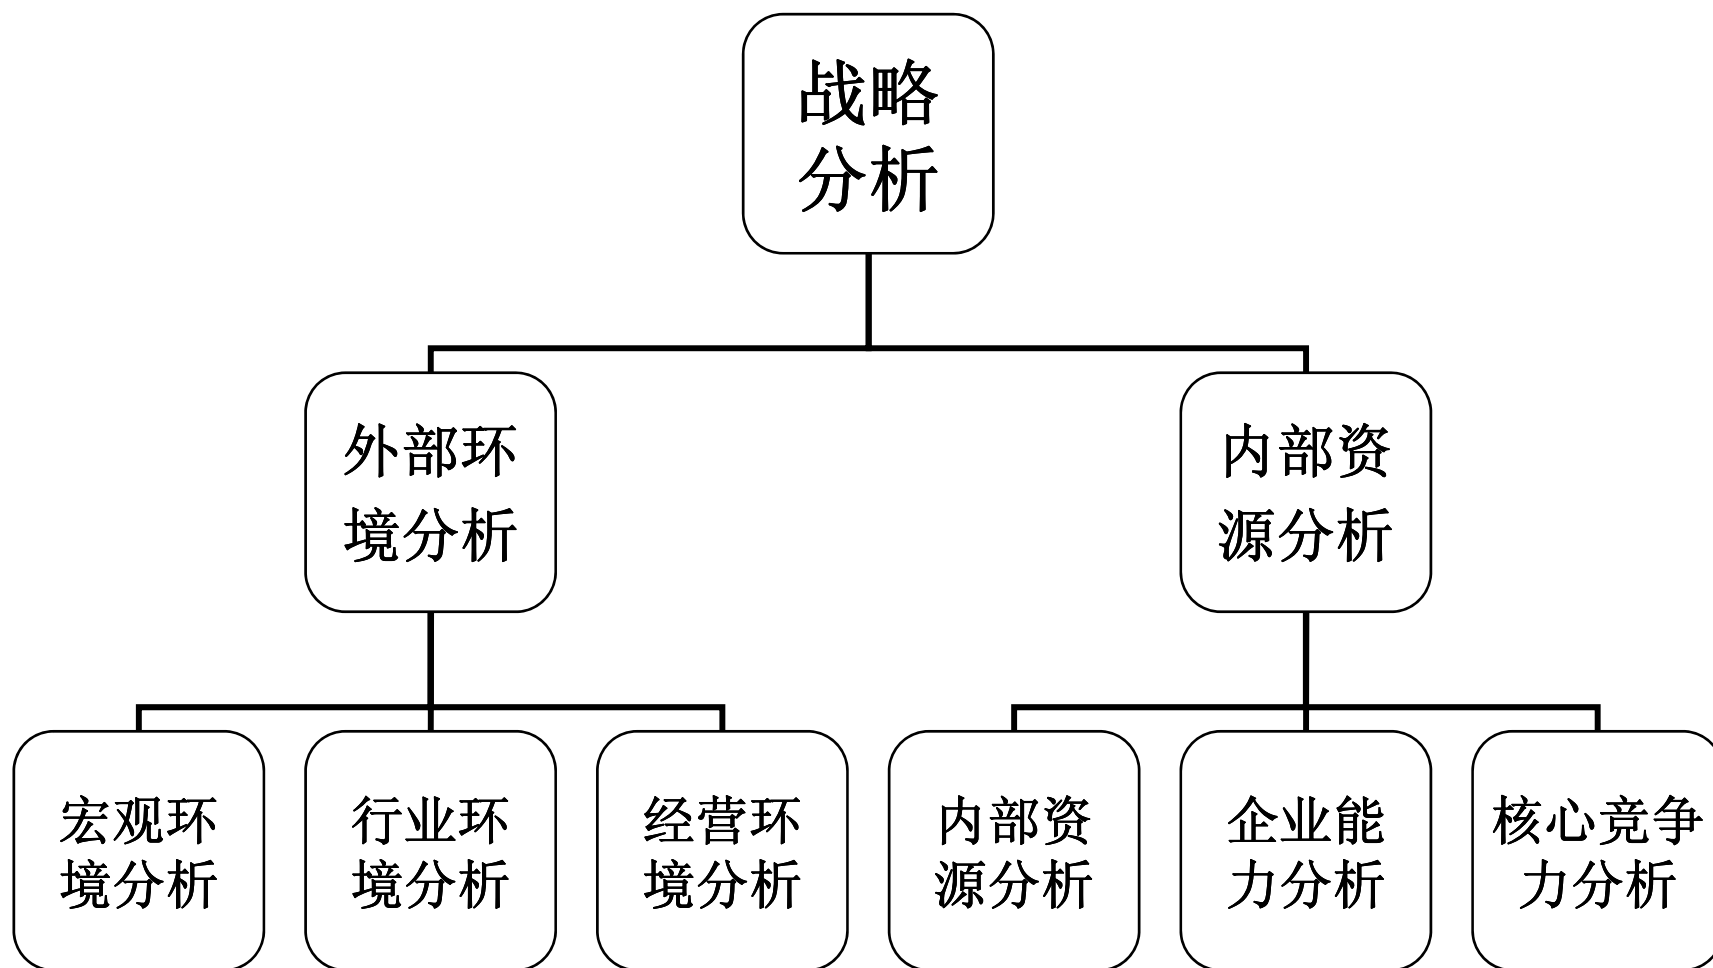 战略
分析
外部环
境分析
内部资
源分析
宏观环
境分析
行业环
境分析
经营环
境分析
内部资
源分析
企业能
力分析
核心竞争
力分析